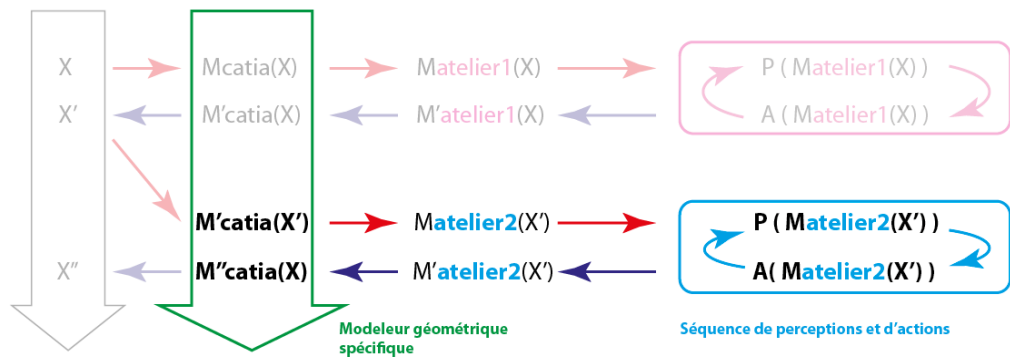 X Mcatia(X) Matelier1(X) P ( Matelier1(X) )
X’ M’catia(X) M’atelier1(X) A ( Matelier1(X) )
M’catia(X’) Matelier2(X’) P ( Matelier2(X’) )
X” M”catia(X) M’atelier2(X’) A( Matelier2(X’) )
Modeleur géométrique
spécifique
Séquence de perceptions et d’actions